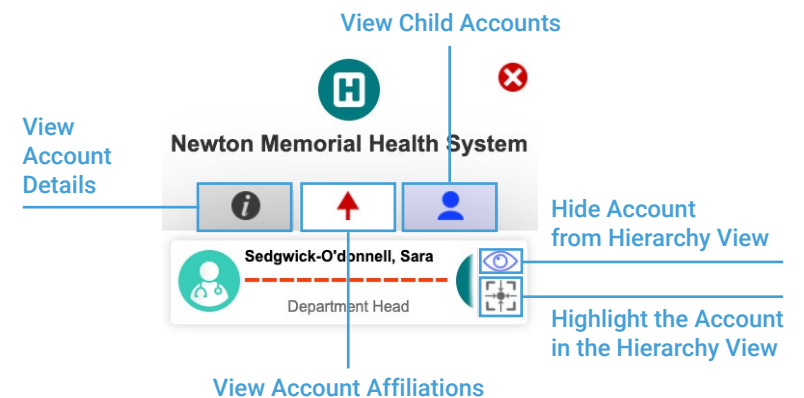 View Child Accounts
H
Newton Memorial Health System
View
Account
Details
i
Hide Account
from Hierarchy View
Sedgwick-O'donnell, Sara
Department Head
Highlight the Account
in the Hierarchy View
View Account Affiliations